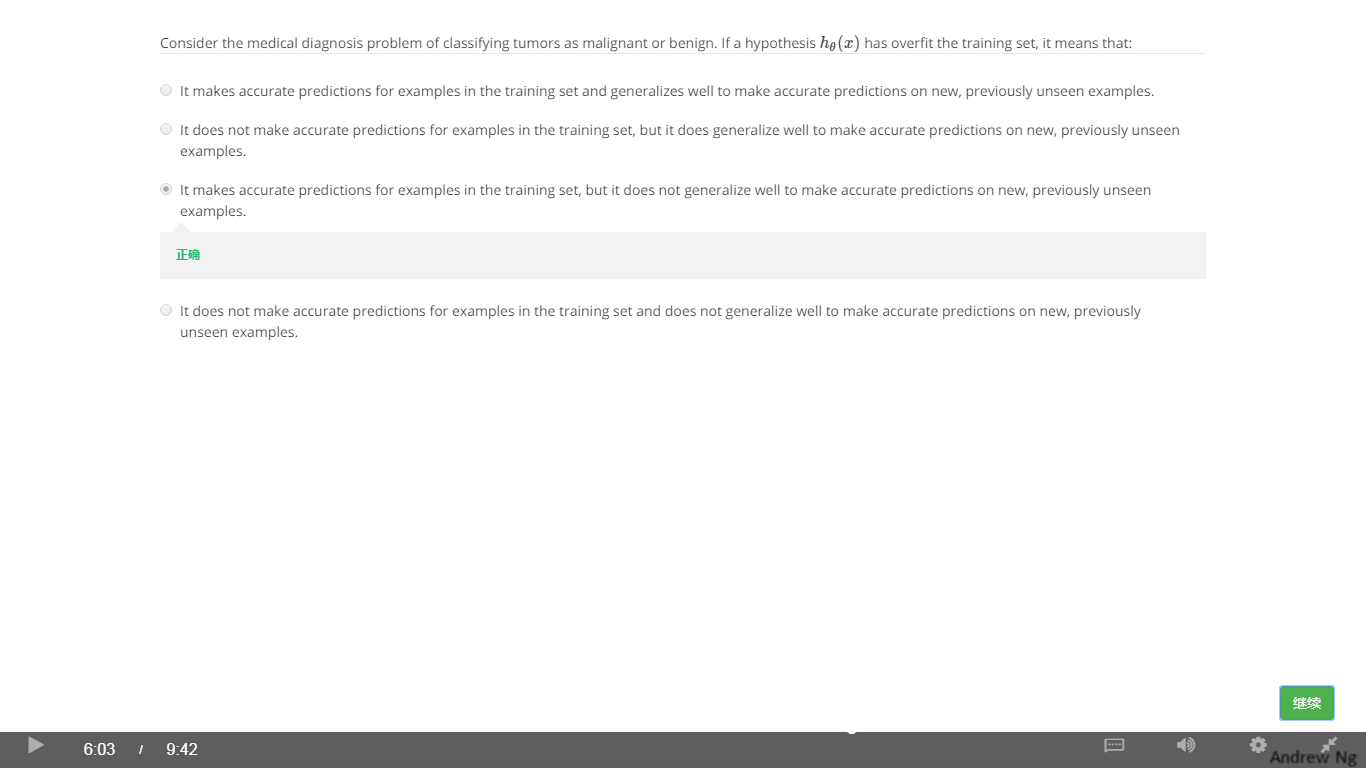 Consider the medical diagnosis problem of classifying tumors as malignant or benign. If a hypothesis hθ(x) has overfit the training set, it means that:
It makes accurate predictions for examples in the training set and generalizes well to make accurate predictions on new, previously unseen examples.
It does not make accurate predictions for examples in the training set, but it does generalize well to make accurate predictions on new, previously unseen
examples.
It makes accurate predictions for examples in the training set, but it does not generalize well to make accurate predictions on new, previously unseen
examples.
正确
It does not make accurate predictions for examples in the training set and does not generalize well to make accurate predictions on new, previously
unseen examples.
继续
6:03 / 9:42
Andrew Ng